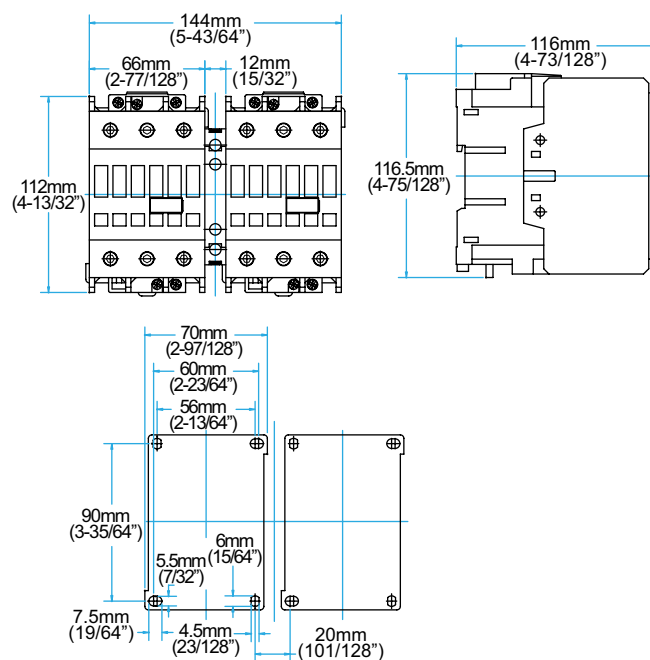 144mm
(5-43/64”)
66mm
(2-77/128”)
12mm
(15/32”)
112mm
(4-13/32”)
116mm
(4-73/128”)
116.5mm
(4-75/128”)
70mm
(2-97/128”)
60mm
(2-23/64”)
56mm
(2-13/64”)
90mm
(3-35/64”)
5.5mm
(7/32”)
6mm
(15/64”)
7.5mm
(19/64”)
4.5mm
(23/128”)
20mm
(101/128”)